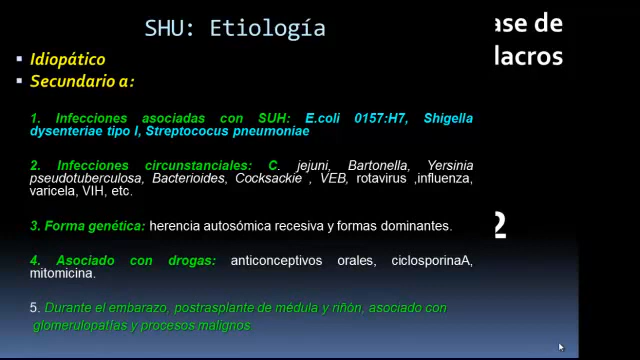 SHU: Etiología
Idiopático
Secundario a:
1. Infecciones asociadas con SUH: E.coli 0157:H7, Shigella
dysenteriae tipo I, Streptococus pneumoniae
2. Infecciones circunstanciales: C. jejuni, Bartonella, Yersinia
pseudotuberculosa, Bacterioides, Cocksackie , VEB, rotavirus ,influenza,
varicela, VIH, etc.
3. Forma genética: herencia autosómica recesiva y formas dominantes.
4. Asociado con drogas: anticonceptivos orales, ciclosporinaA,
mitomicina.
5. Durante el embarazo, postrasplante de médula y riñón, asociado con
glomerulopatías y procesos malignos
ase de
lacros
2